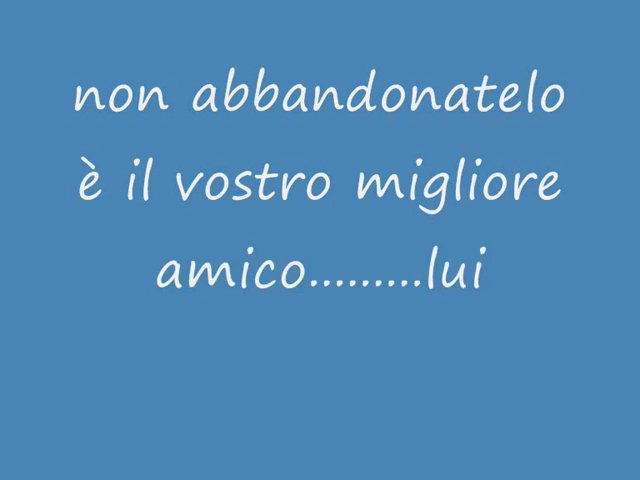 non abbandonatelo
è il vostro migliore
amico.........lui